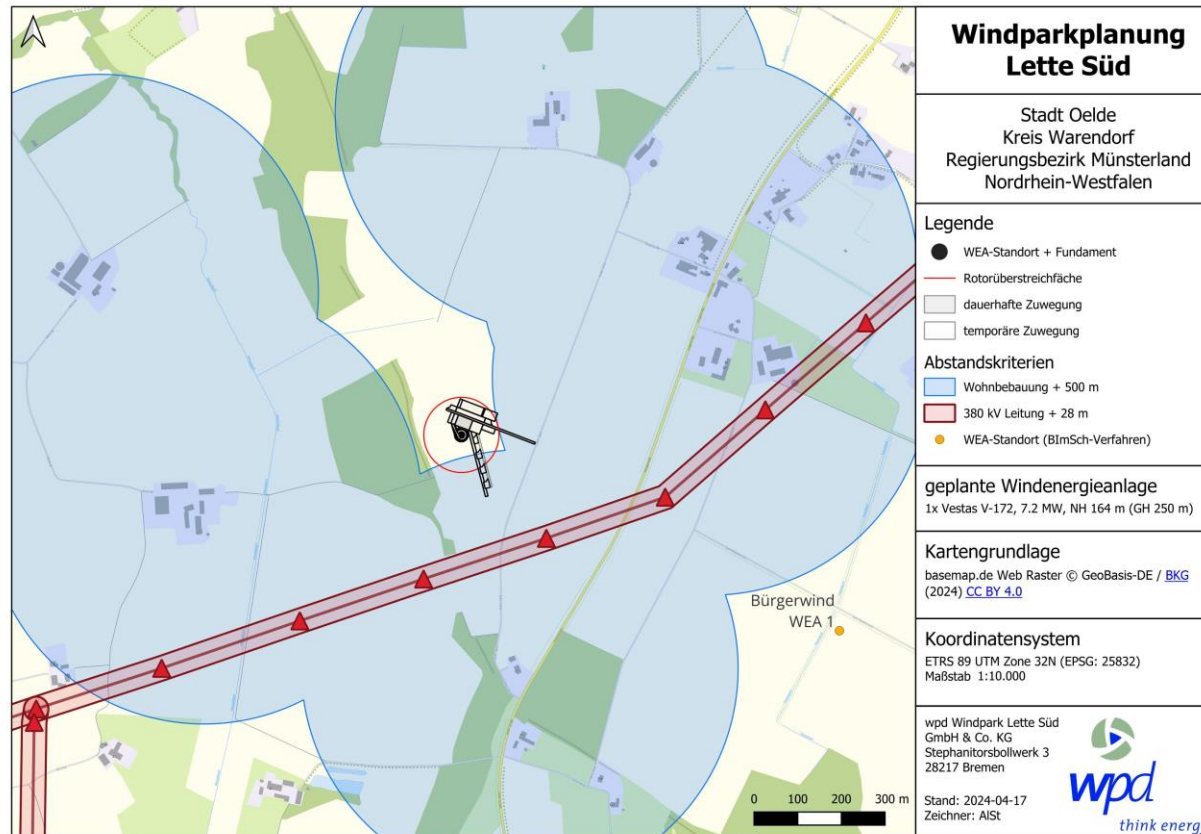 Windparkplanung
Lette Süd
Stadt Oelde
Kreis Warendorf
Regierungsbezirk Münsterland
Nordrhein-Westfalen
Legende
WEA-Standort + Fundament
Rotorüberstreichfäche
dauerhafte Zuwegung
temporäre Zuwegung
Abstandskriterien
Wohnbebauung + 500 m
380 kV Leitung + 28 m
WEA-Standort (BImSch-Verfahren)
geplante Windenergieanlage
1x Vestas V-172, 7.2 MW, NH 164 m (GH 250 m)
Kartengrundlage
basemap.de Web Raster © GeoBasis-DE / BKG
(2024) CC BY 4.0
Koordinatensystem
ETRS 89 UTM Zone 32N (EPSG: 25832)
Maßstab 1:10.000
wpd Windpark Lette Süd
GmbH & Co. KG
Stephanitorsbollwerk 3
28217 Bremen
Stand: 2024-04-17
Zeichner: AlSt
wpd
think energ
Bürgerwind
WEA 1
0 100 200 300 m